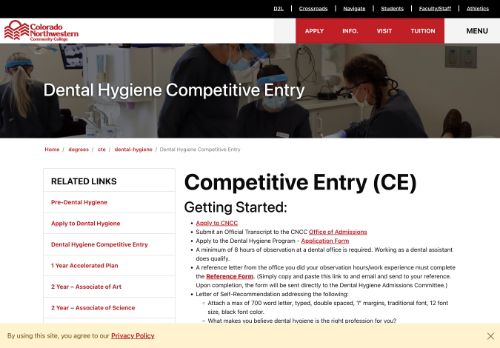 D2L | Crossroads | Navigate | Students | Faculty/Staff | Athletics
Colorado
Northwestern
Community College
APPLY INFO. VISIT TUITION MENU
Dental Hygiene Competitive Entry
Home / degrees / cte / dental-hygiene / Dental Hygiene Competitive Entry
RELATED LINKS
Pre-Dental Hygiene
Apply to Dental Hygiene
Dental Hygiene Competitive Entry
1 Year Accelerated Plan
2 Year – Associate of Art
2 Year – Associate of Science
Competitive Entry (CE)
Getting Started:
• Apply to CNCC
• Submit an Official Transcript to the CNCC Office of Admissions
• Apply to the Dental Hygiene Program - Application Form
• A minimum of 8 hours of observation at a dental office is required. Working as a dental assistant
does qualify.
• A reference letter from the office you did your observation hours/work experience must complete
the Reference Form. (Simply copy and paste this link to and email and send to your reference.
Upon completion, the form will be sent directly to the Dental Hygiene Admissions Committee.)
• Letter of Self-Recommendation addressing the following:
– Attach a max of 700 word letter, typed, double spaced, 1" margins, traditional font, 12 font
size, black font color.
– What makes you believe dental hygiene is the right profession for you?
By using this site, you agree to our Privacy Policy